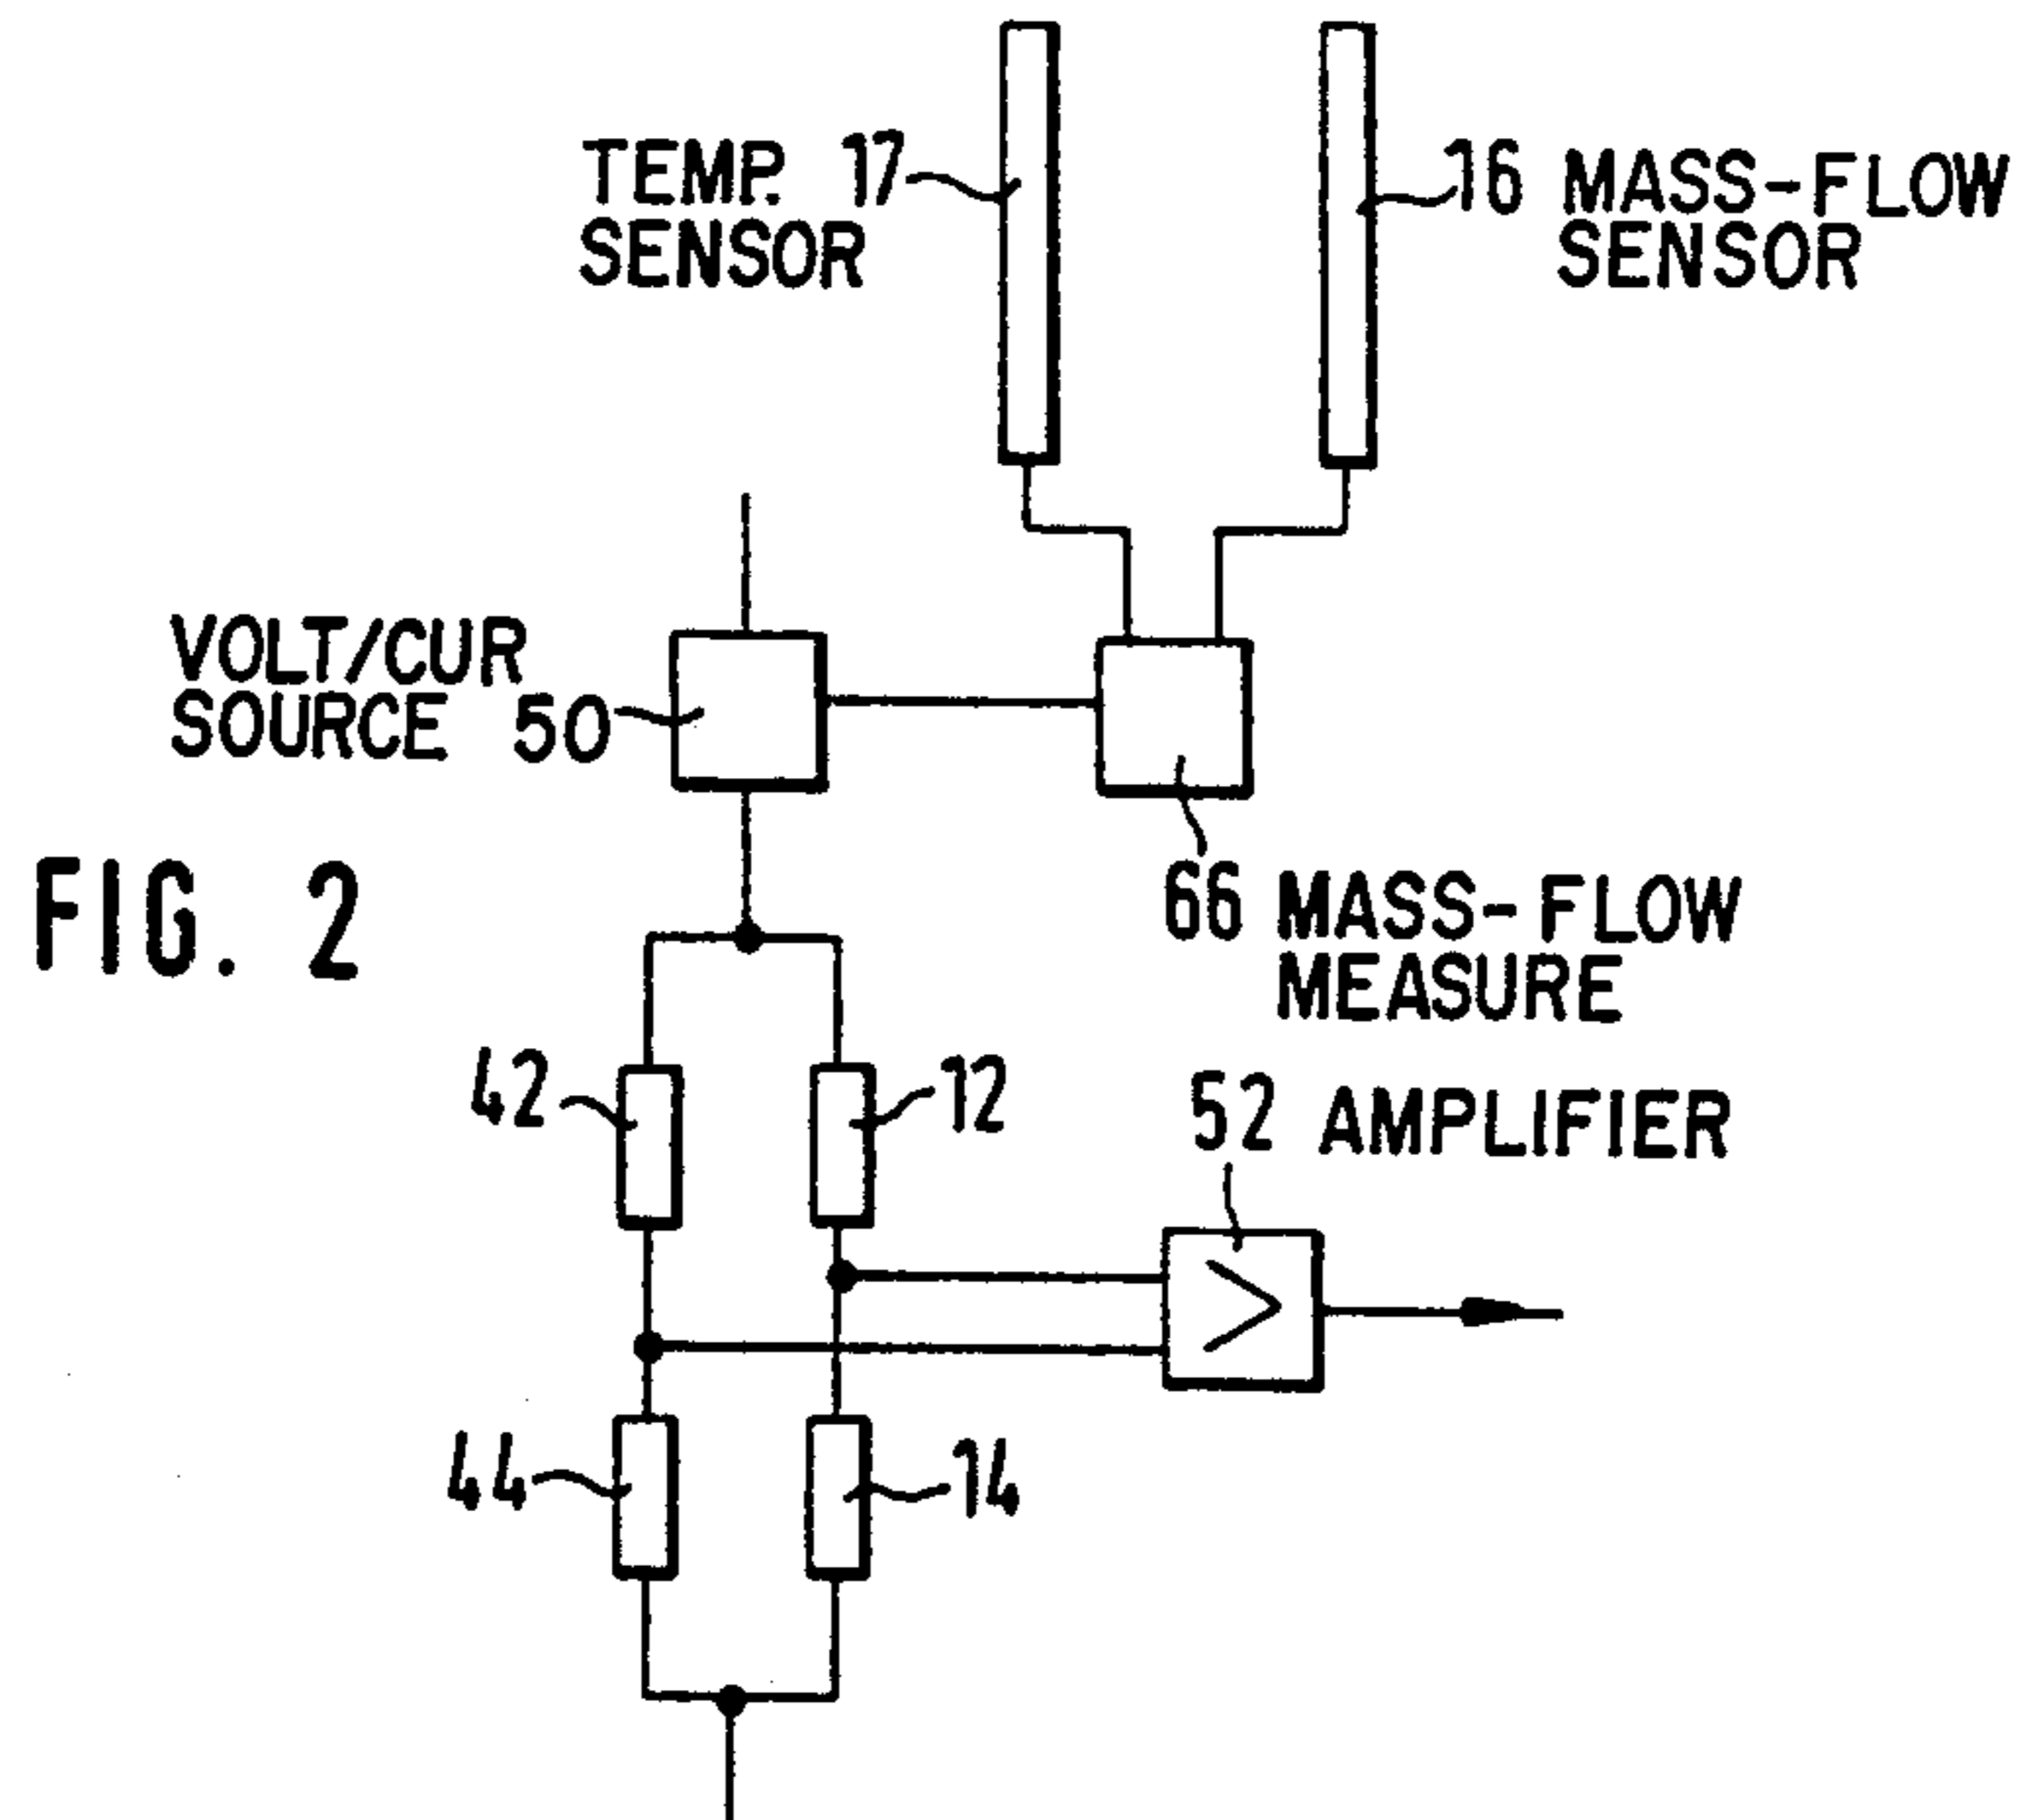 TEMP. 17
SENSOR
16 MASS-FLOW
SENSOR
VOLT/CUR
SOURCE 50
66 MASS-FLOW
MEASURE
FIG. 2
42
12
52 AMPLIFIER
>
44
14